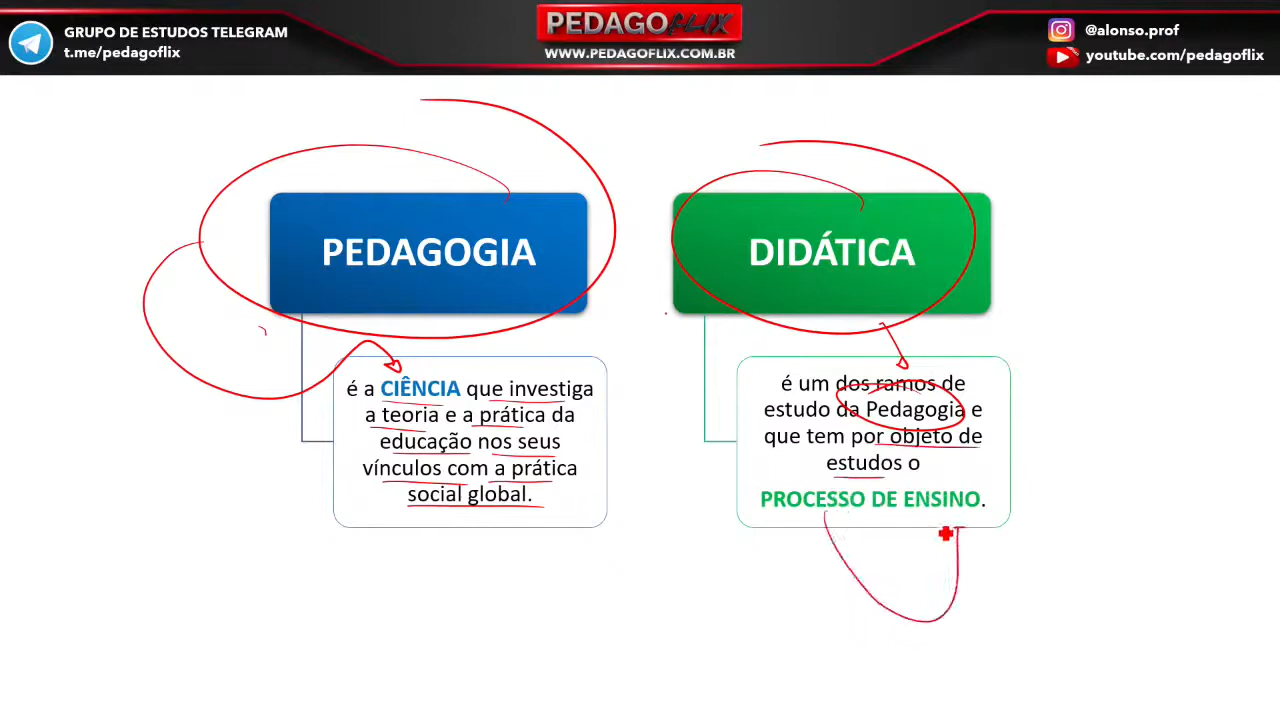 GRUPO DE ESTUDOS TELEGRAM
t.me/pedagoflix
PEDAGOFLIX
WWW.PEDAGOFLIX.COM.BR
@alonso.prof
youtube.com/pedagoflix
PEDAGOGIA
é a CIÊNCIA que investiga
a teoria e a prática da
educação nos seus
vínculos com a prática
social global.
DIDÁTICA
é um dos ramos de
estudo da Pedagogia e
que tem por objeto de
estudos o
PROCESSO DE ENSINO.